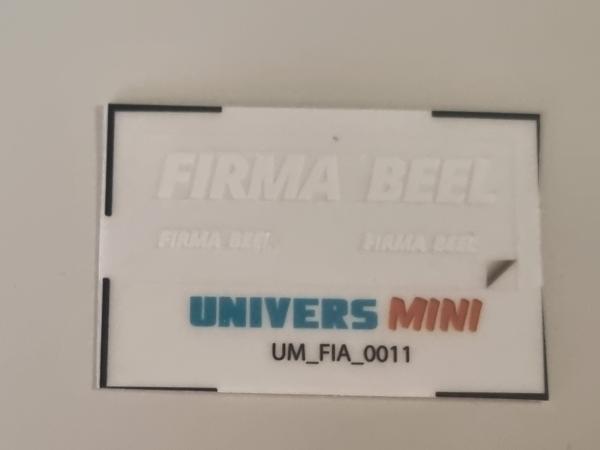 FIRMA BEEL
FIRMA BEEL FIRMA BEEL
UNIVERS MINI
UM_FIA_0011